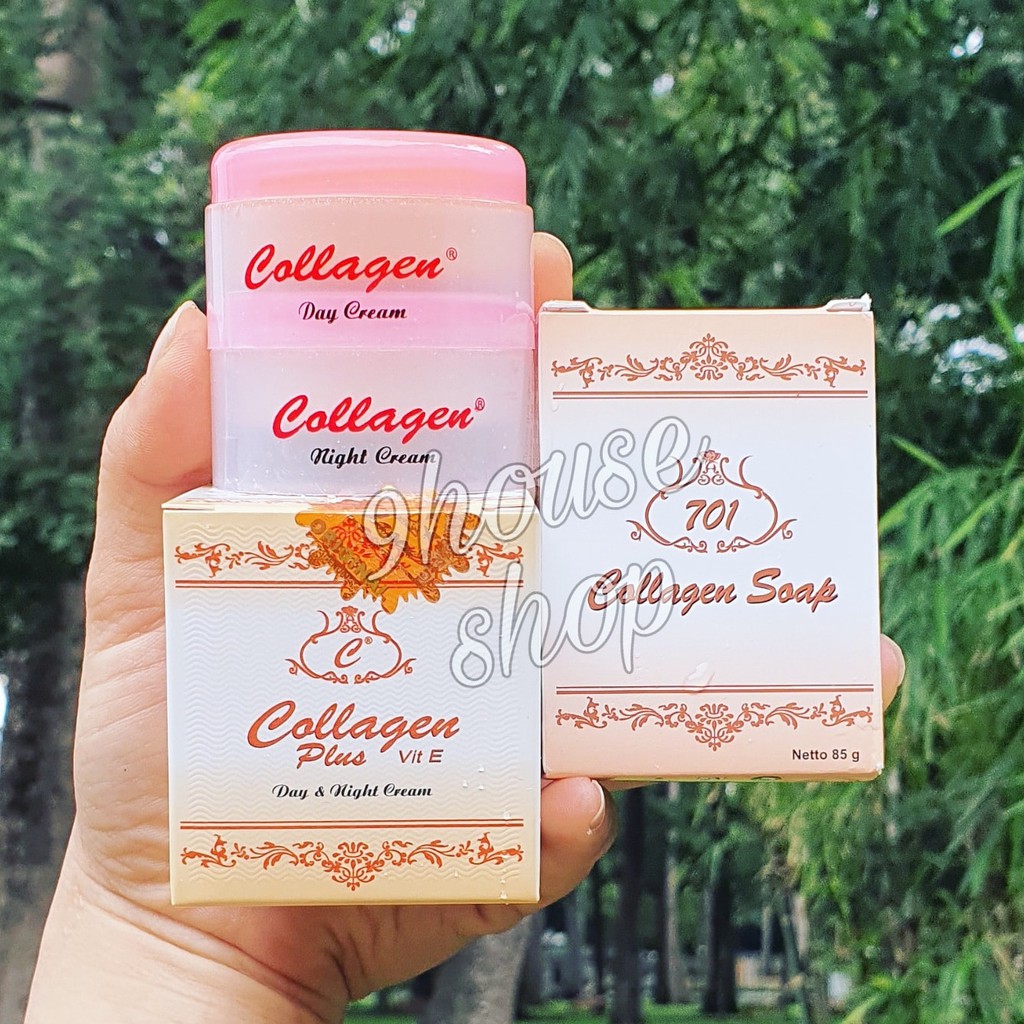 Collagen®
Day Cream
Collagen®
Night Cream
C®
Collagen
Plus Vit E
Day & Night Cream
701
Collagen Soap
Netto 85 g
9house
shop